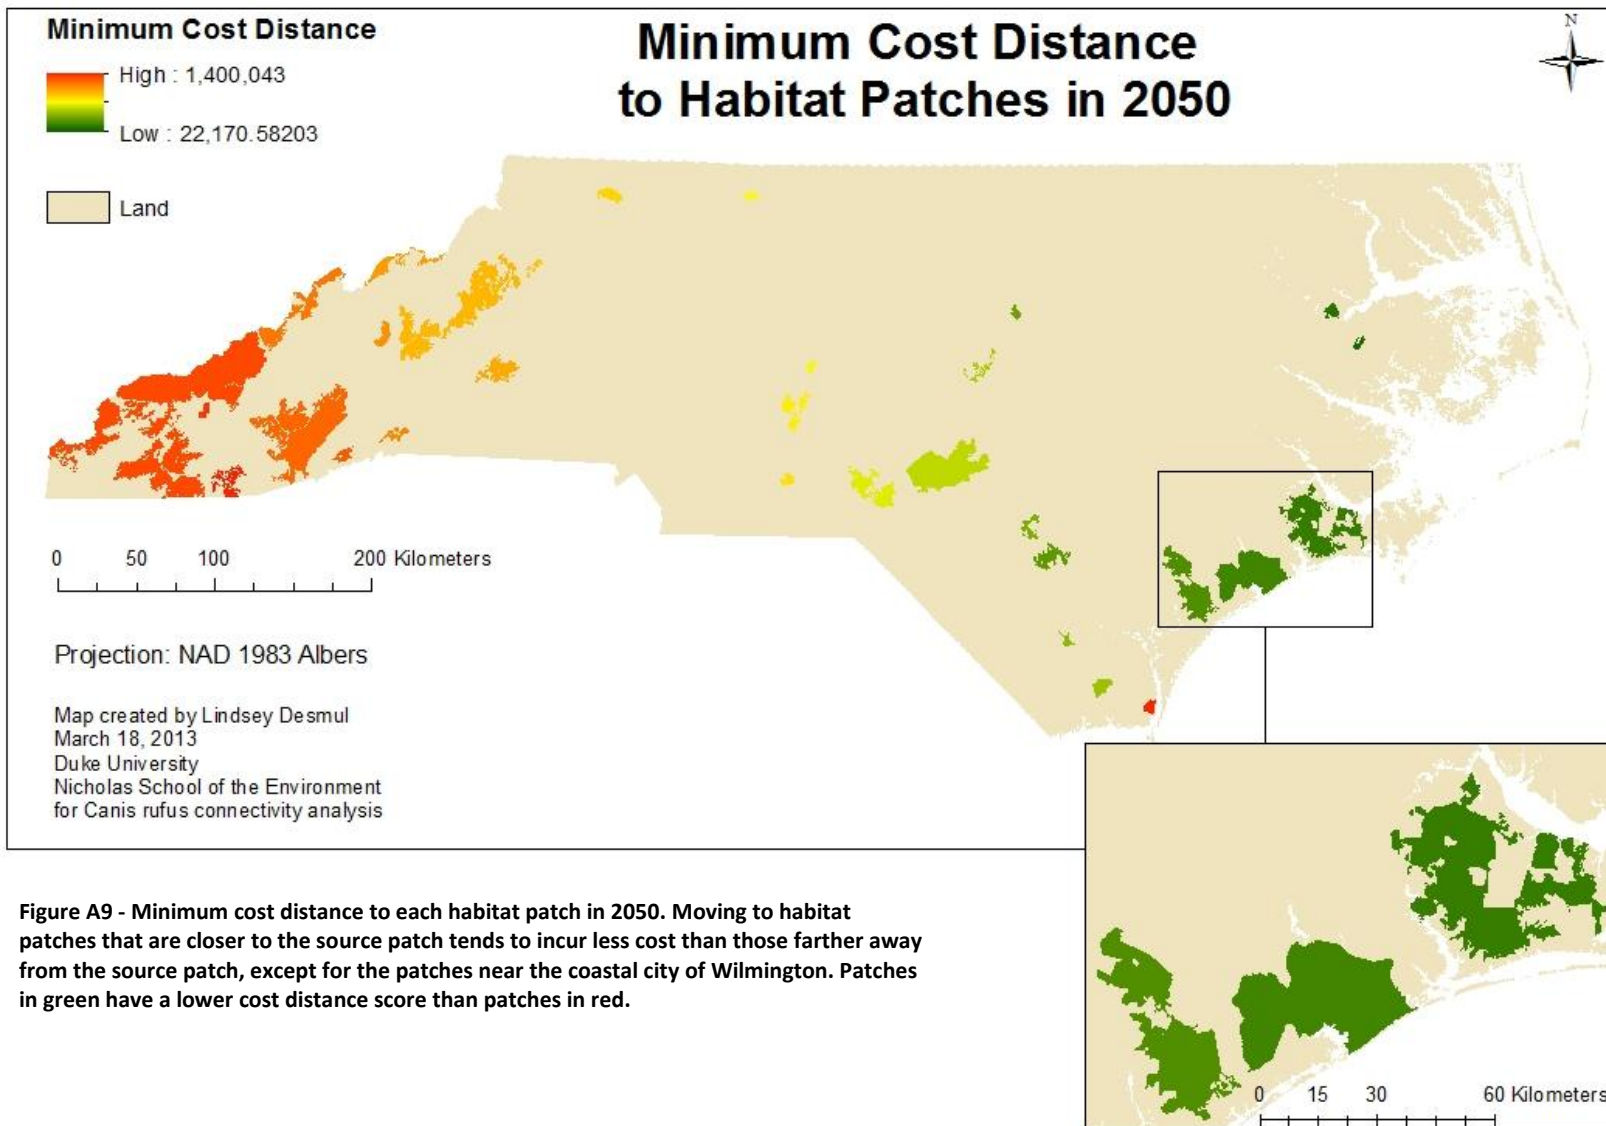 Minimum Cost Distance
High : 1,400,043
Low : 22,170.58203
Land
Minimum Cost Distance
to Habitat Patches in 2050
N
0 50 100 200 Kilometers
Projection: NAD 1983 Albers
Map created by Lindsey Desmul
March 18, 2013
Duke University
Nicholas School of the Environment
for Canis rufus connectivity analysis
0 15 30 60 Kilometers
Figure A9 - Minimum cost distance to each habitat patch in 2050. Moving to habitat
patches that are closer to the source patch tends to incur less cost than those farther away
from the source patch, except for the patches near the coastal city of Wilmington. Patches
in green have a lower cost distance score than patches in red.